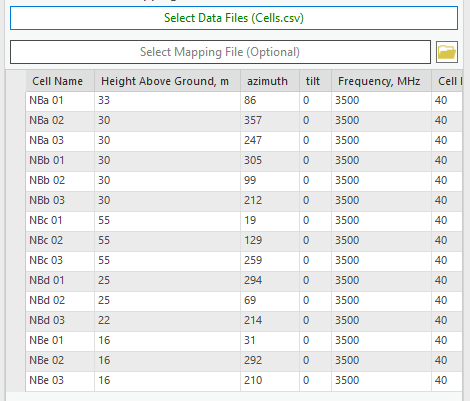 Select Data Files (Cells.csv)
Select Mapping File (Optional)
Cell Name Height Above Ground, m azimuth tilt Frequency, MHz Cell
NBa 01 33 86 0 3500 40
NBa 02 30 357 0 3500 40
NBa 03 30 247 0 3500 40
NBb 01 30 305 0 3500 40
NBb 02 30 99 0 3500 40
NBb 03 30 212 0 3500 40
NBc 01 55 19 0 3500 40
NBc 02 55 129 0 3500 40
NBc 03 55 259 0 3500 40
NBd 01 25 294 0 3500 40
NBd 02 25 69 0 3500 40
NBd 03 22 214 0 3500 40
NBe 01 16 31 0 3500 40
NBe 02 16 292 0 3500 40
NBe 03 16 210 0 3500 40